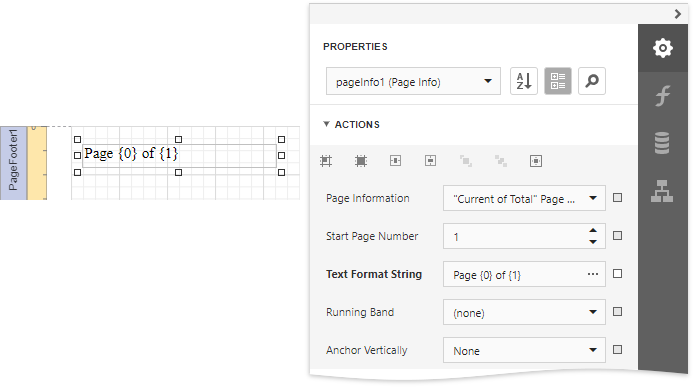 PageFooter1
0
Page {0} of {1}
PROPERTIES
pageInfo1 (Page Info)
A
Z
ACTIONS
Page Information
"Current of Total" Page ...
Start Page Number
1
Text Format String
Page {0} of {1}
...
Running Band
(none)
Anchor Vertically
None